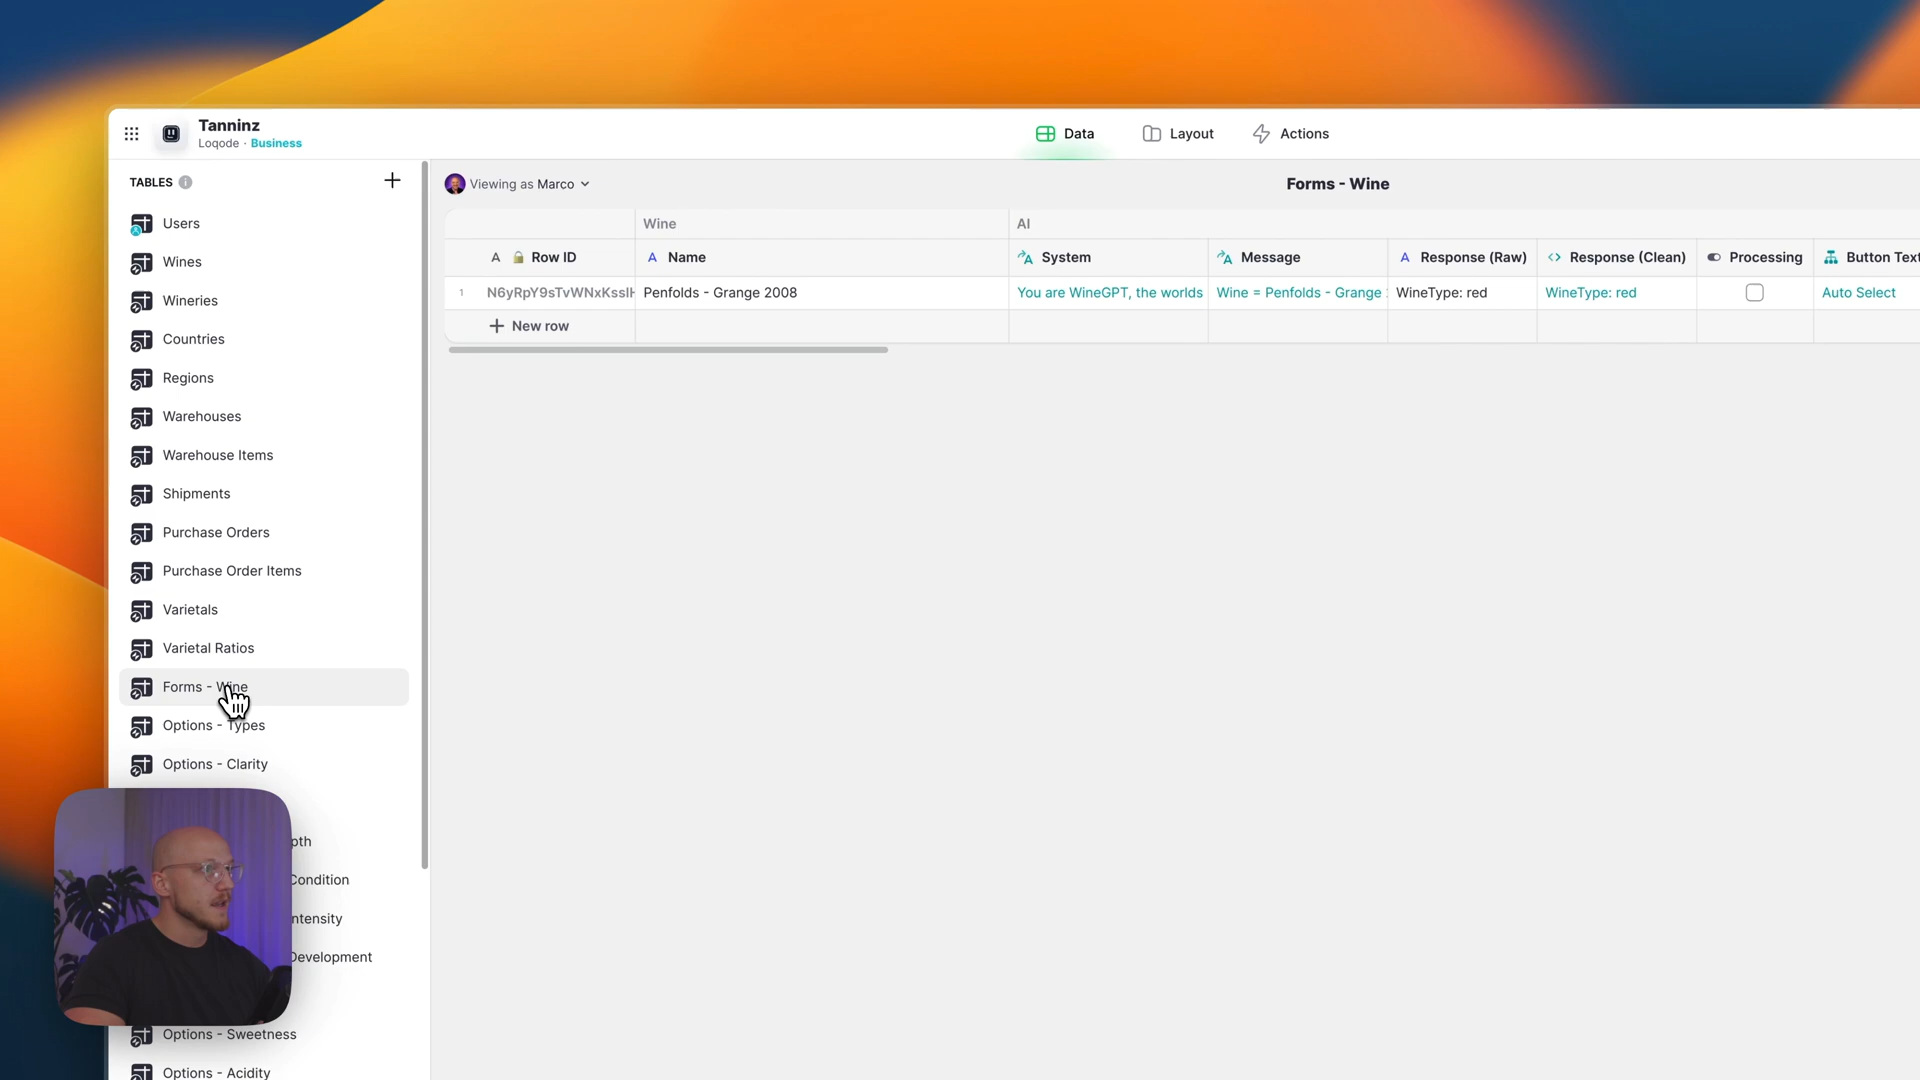 Tanninz
Loqode · Business
Data
Layout
Actions
TABLES
Users
Wines
Wineries
Countries
Regions
Warehouses
Warehouse Items
Shipments
Purchase Orders
Purchase Order Items
Varietals
Varietal Ratios
Forms - Wine
Options - Types
Options - Clarity
pth
Condition
ntensity
Development
Options - Sweetness
Options - Acidity
Viewing as Marco
Forms - Wine
Wine AI
Row ID Name System Message Response (Raw) Response (Clean) Processing Button Text
1 N6yRpY9sTvWNxKssl Penfolds - Grange 2008 You are WineGPT, the worlds Wine = Penfolds - Grange WineType: red WineType: red Auto Select
New row